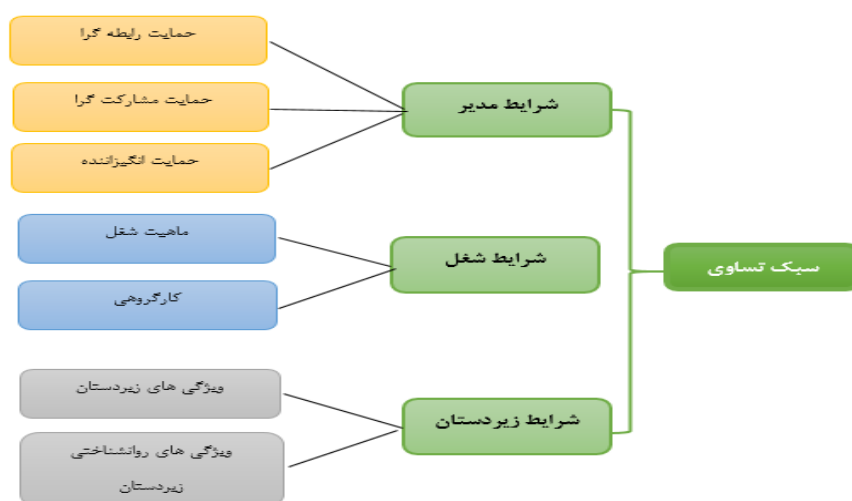 سبک تساوی
شرایط مدیر
حمایت رابطه گرا
حمایت مشارکت گرا
حمایت انگیزاننده
شرایط شغل
ماهیت شغل
کارگروهی
شرایط زیردستان
ویژگی های زیردستان
ویژگی های روانشناختی
زیردستان